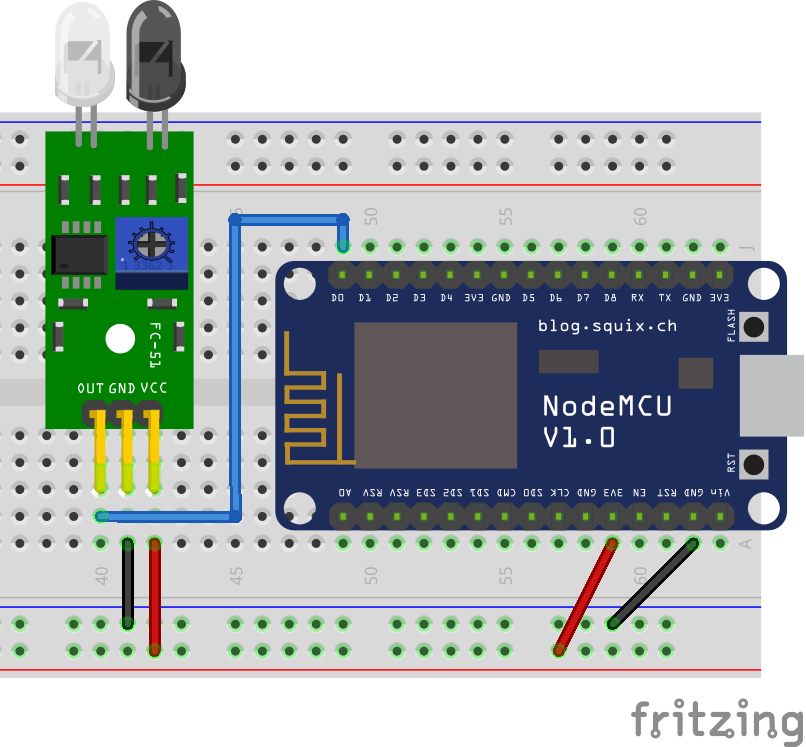 50 55 60
J
D0 D1 D2 D3 D4 3V3 GND D5 D6 D7 D8 RX TX GND 3V3
3362
FC-51
blog.squix.ch
FLASH
OUT GND VCC
NodeMCU
V1.0
RST
A0 RSV RSV SD3 SD2 SD1 CMD SD0 CLK GND 3V3 EN RST GND Vin
A
40 45 50 55 60
fritzing